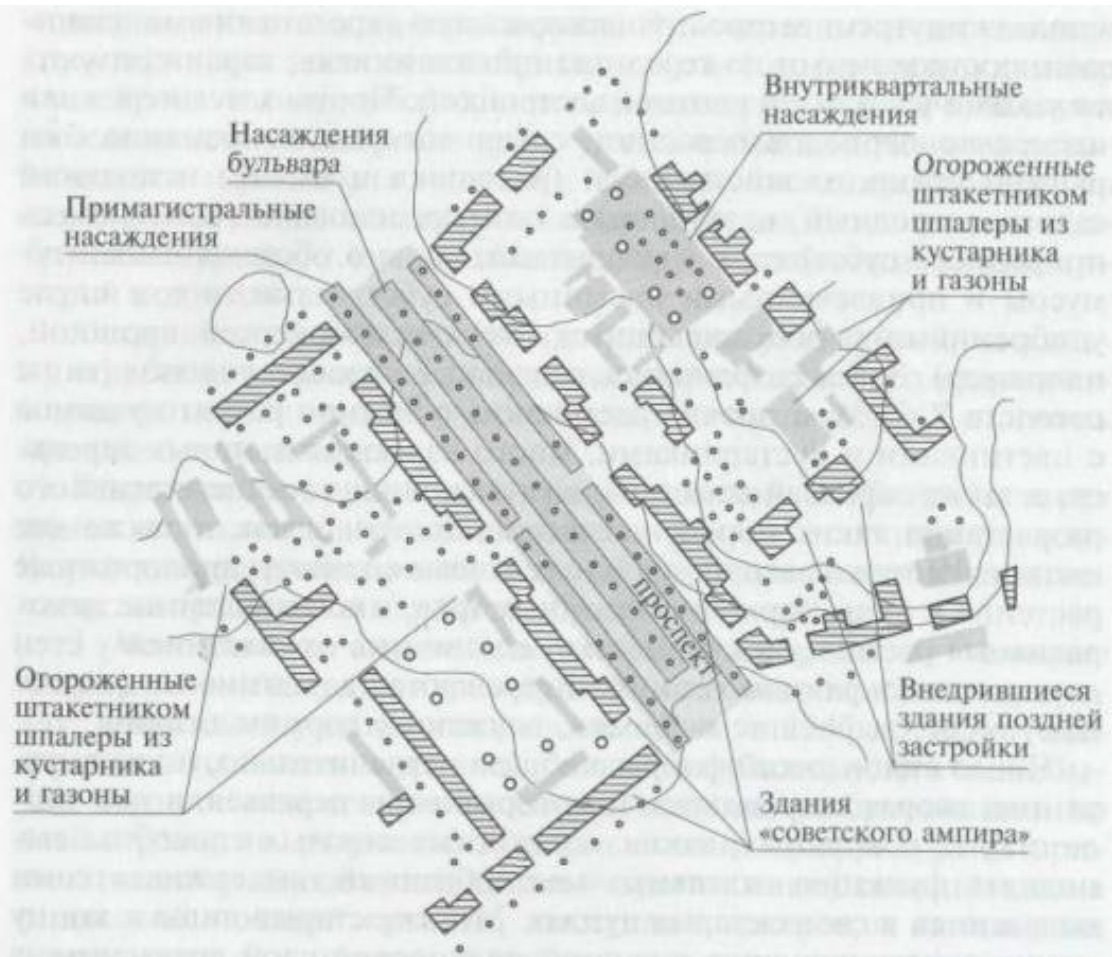 Внутриквартальные
насаждения
Насаждения
бульвара
Огороженные
штакетником
шпалеры из
кустарника
и газоны
Примагистральные
насаждения
проспект
Огороженные
штакетником
шпалеры из
кустарника
и газоны
Внедрившиеся
здания поздней
застройки
Здания
«советского ампира»